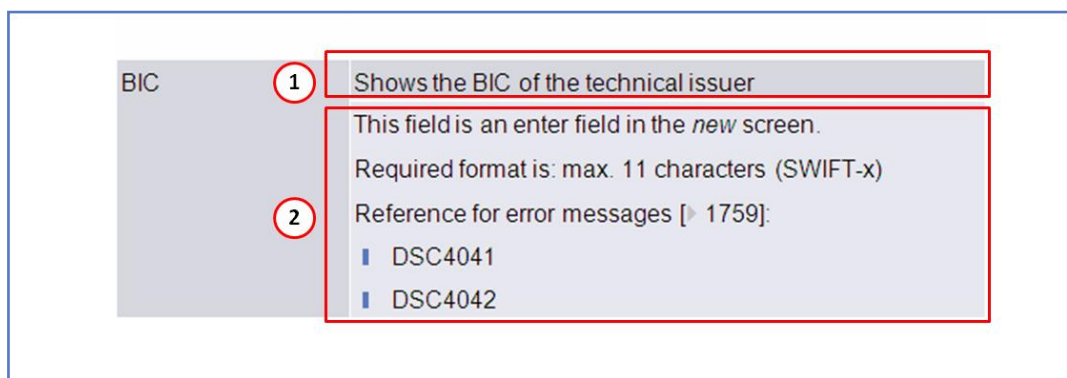 BIC
1
Shows the BIC of the technical issuer
This field is an enter field in the new screen.
Required format is: max. 11 characters (SWIFT-x)
2
Reference for error messages [▶ 1759]:
DSC4041
DSC4042